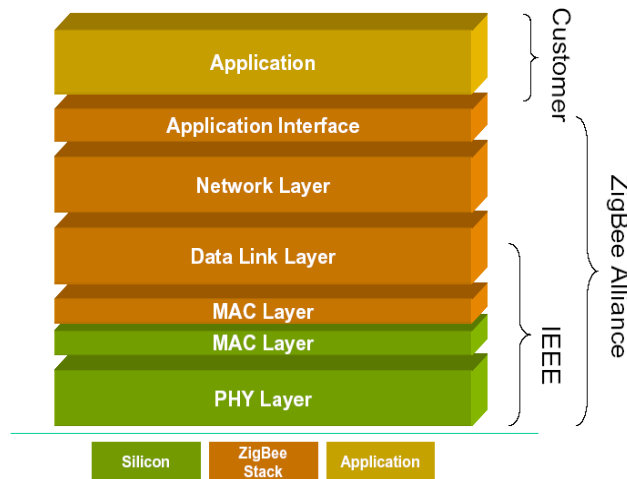 Application
Customer
Application Interface
Network Layer
ZigBee Alliance
Data Link Layer
MAC Layer
MAC Layer
IEEE
PHY Layer
Silicon
ZigBee
Stack
Application